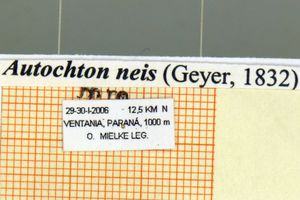 Autochton neis (Geyer, 1832)
29-30-I-2006 12,5 KM N
VENTANIA, PARANÁ, 1000 m
O. MIELKE LEG.